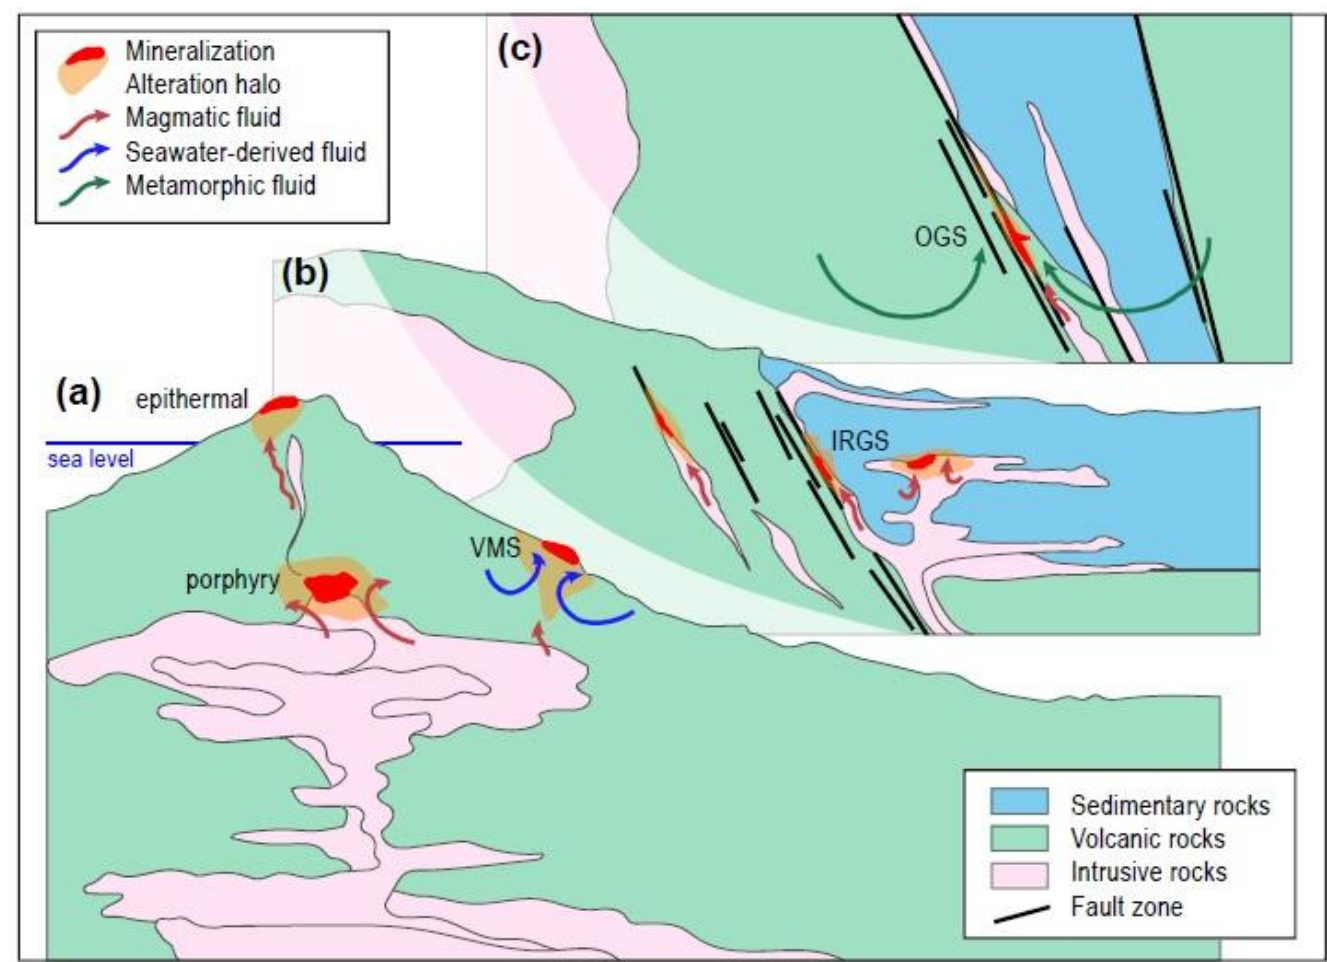 Mineralization
Alteration halo
Magmatic fluid
Seawater-derived fluid
Metamorphic fluid
(c)
OGS
(b)
IRGS
(a)
epithermal
sea level
VMS
porphyry
Sedimentary rocks
Volcanic rocks
Intrusive rocks
Fault zone